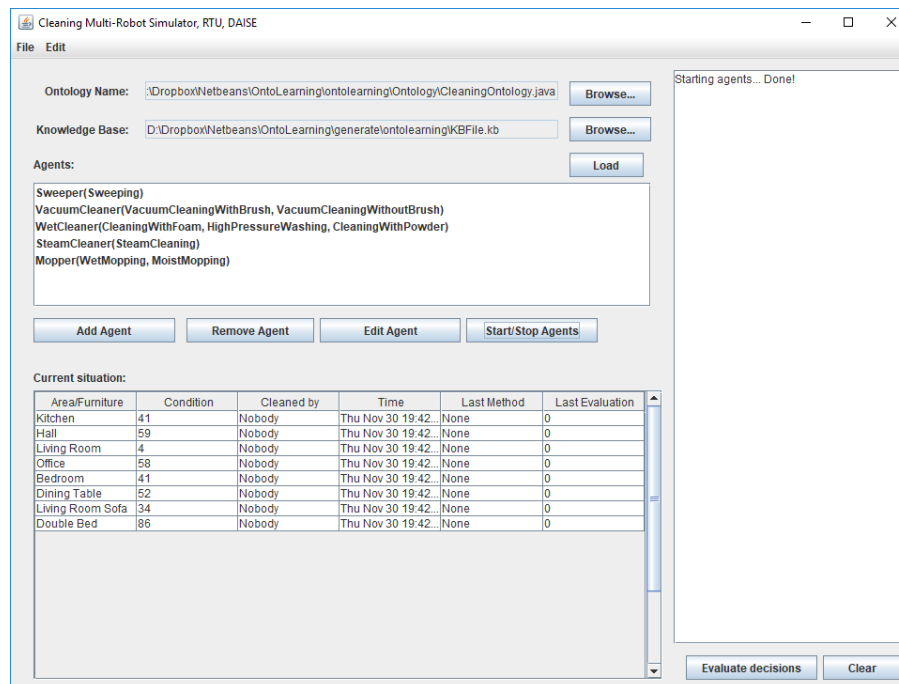 Cleaning Multi-Robot Simulator, RTU, DAISE
File Edit
Ontology Name: :\Dropbox\Netbeans\OntoLearning\ontolearning\Ontology\CleaningOntology.java Browse...
Knowledge Base: D:\Dropbox\Netbeans\OntoLearning\generate\ontolearning\KBFile.kb Browse...
Agents: Load
Sweeper(Sweeping)
VacuumCleaner(VacuumCleaningWithBrush, VacuumCleaningWithoutBrush)
WetCleaner(CleaningWithFoam, HighPressureWashing, CleaningWithPowder)
SteamCleaner(SteamCleaning)
Mopper(WetMopping, MoistMopping)
Add Agent Remove Agent Edit Agent Start/Stop Agents
Current situation:
Area/Furniture Condition Cleaned by Time Last Method Last Evaluation
Kitchen 41 Nobody Thu Nov 30 19:42... None 0
Hall 59 Nobody Thu Nov 30 19:42... None 0
Living Room 4 Nobody Thu Nov 30 19:42... None 0
Office 58 Nobody Thu Nov 30 19:42... None 0
Bedroom 41 Nobody Thu Nov 30 19:42... None 0
Dining Table 52 Nobody Thu Nov 30 19:42... None 0
Living Room Sofa 34 Nobody Thu Nov 30 19:42... None 0
Double Bed 86 Nobody Thu Nov 30 19:42... None 0
Starting agents... Done!
Evaluate decisions Clear